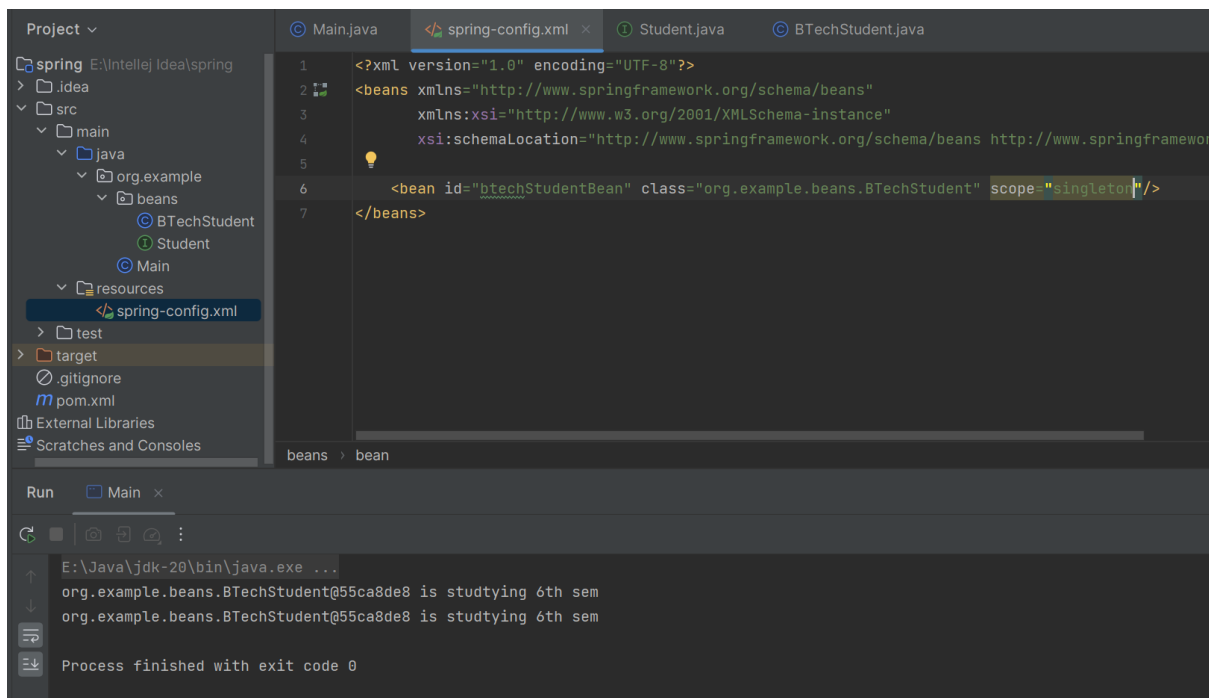 Project
Main.java
spring-config.xml
Student.java
BTechStudent.java
spring E:\Intellej Idea\spring
.idea
src
main
java
org.example
beans
BTechStudent
Student
Main
resources
spring-config.xml
test
target
.gitignore
pom.xml
External Libraries
Scratches and Consoles
1 <?xml version="1.0" encoding="UTF-8"?>
2 <beans xmlns="http://www.springframework.org/schema/beans"
3 xmlns:xsi="http://www.w3.org/2001/XMLSchema-instance"
4 xsi:schemaLocation="http://www.springframework.org/schema/beans http://www.springframewor
5
6 <bean id="btechStudentBean" class="org.example.beans.BTechStudent" scope="singleton"/>
7 </beans>
beans › bean
Run Main
E:\Java\jdk-20\bin\java.exe ...
org.example.beans.BTechStudent@55ca8de8 is studtying 6th sem
org.example.beans.BTechStudent@55ca8de8 is studtying 6th sem
Process finished with exit code 0